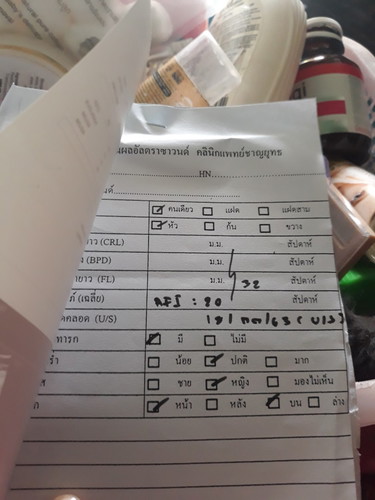 นผลอัลตราซาวนด์ คลินิกแพทย์ชาญยุทธ
HN
นต์
คนเดียว แฝด แฝดสาม
หัว ก้น ขวาง
าว (CRL) ม.ม. สัปดาห์
(BPD) ม.ม. สัปดาห์
ายาว (FL) ม.ม. 32 สัปดาห์
(เฉลี่ย) AFI : 20 สัปดาห์
ดคลอด (U/S) (U/S)
ทารก มี ไม่มี
น้อย ปกติ มาก
ชาย หญิง มองไม่เห็น
หน้า หลัง บน ล่าง